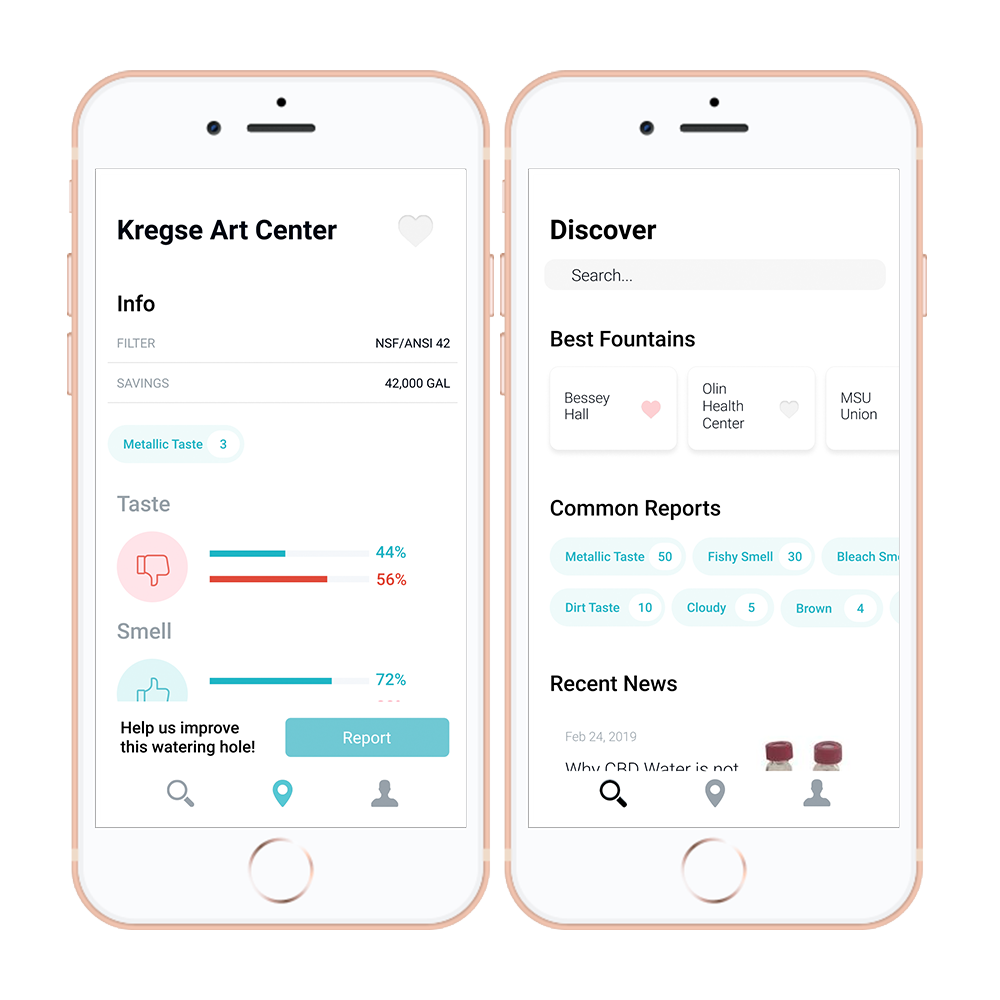 Kregse Art Center
Info
FILTER NSF/ANSI 42
SAVINGS 42,000 GAL
Metallic Taste 3
Taste
44%
56%
Smell
72%
Help us improve
this watering hole!
Report
Discover
Search...
Best Fountains
Bessey
Hall
Olin
Health
Center
MSU
Union
Common Reports
Metallic Taste 50
Fishy Smell 30
Bleach Sme
Dirt Taste 10
Cloudy 5
Brown 4
Recent News
Feb 24, 2019
Why CBD Water is not